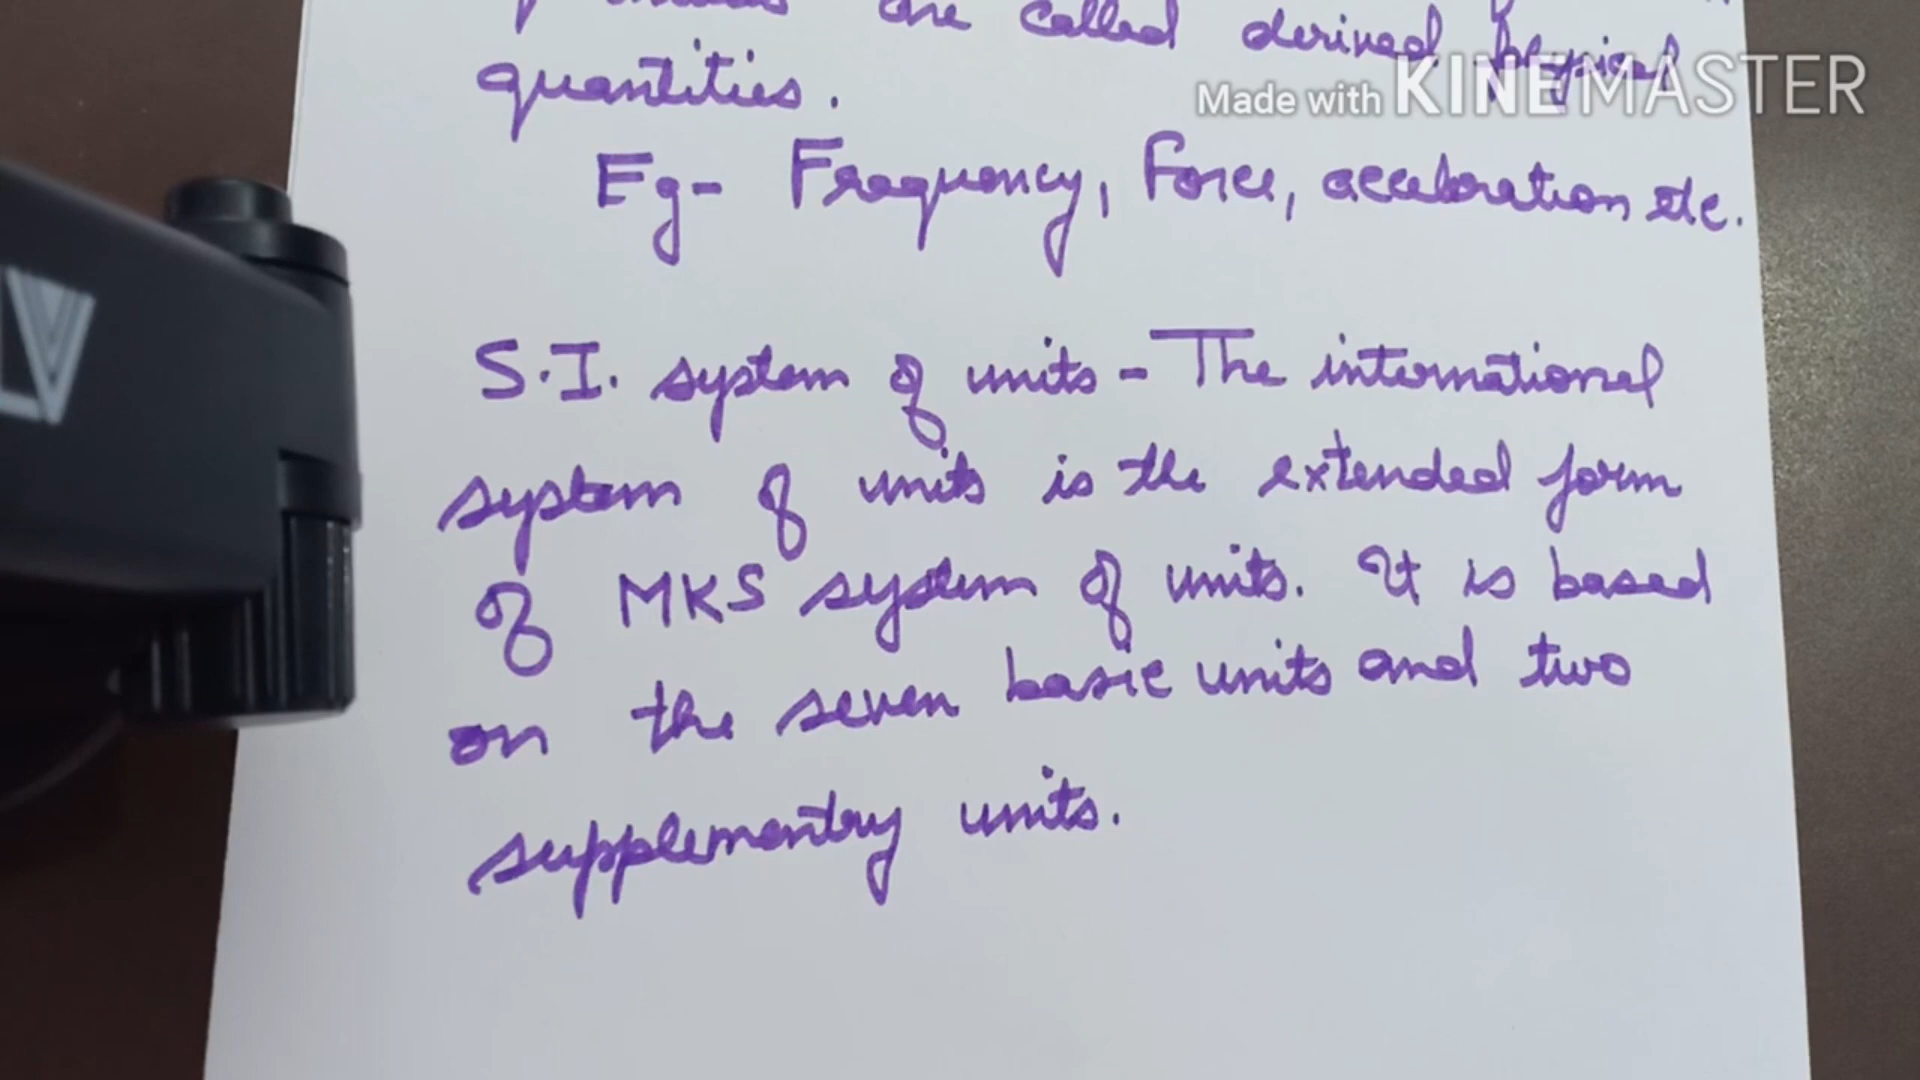 are called derived
quantities.
Made with KINEMASTER
Eg- Frequency, Force, acceleration etc.
LV
S.I. system of units - The international
system of units is the extended form
of MKS system of units. It is based
on the seven basic units and two
supplementry units.